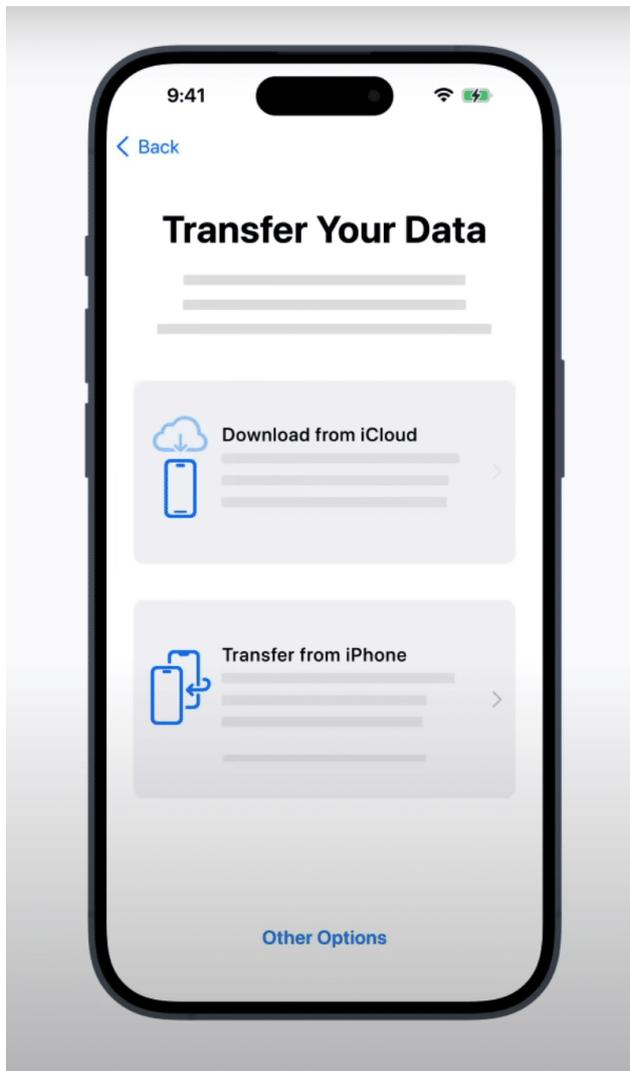 9:41
Back
Transfer Your Data
Download from iCloud
Transfer from iPhone
Other Options